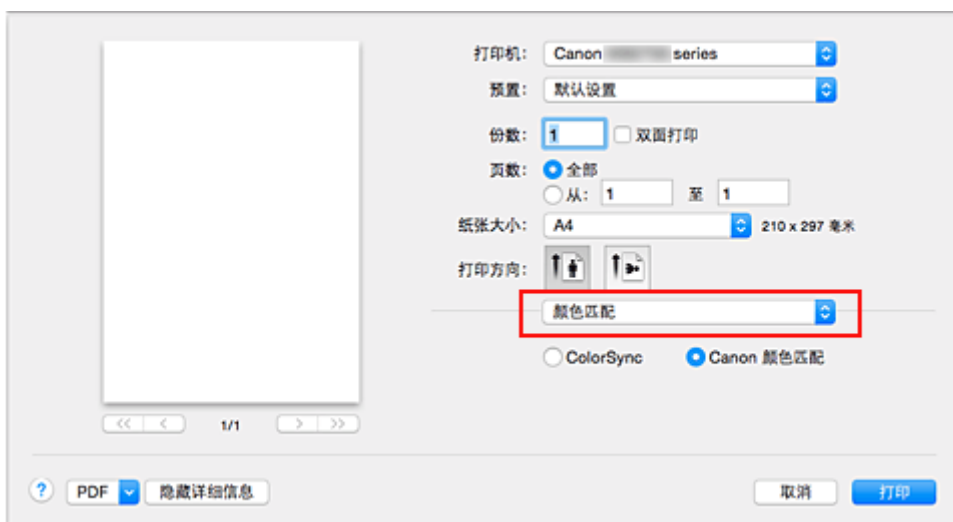 打印机： Canon series
预置： 默认设置
份数： 1 双面打印
页数： 全部
从： 1 至 1
纸张大小： A4 210 x 297 毫米
打印方向：
颜色匹配
ColorSync Canon 颜色匹配
<< < 1/1 > >>
? PDF 隐藏详细信息 取消 打印